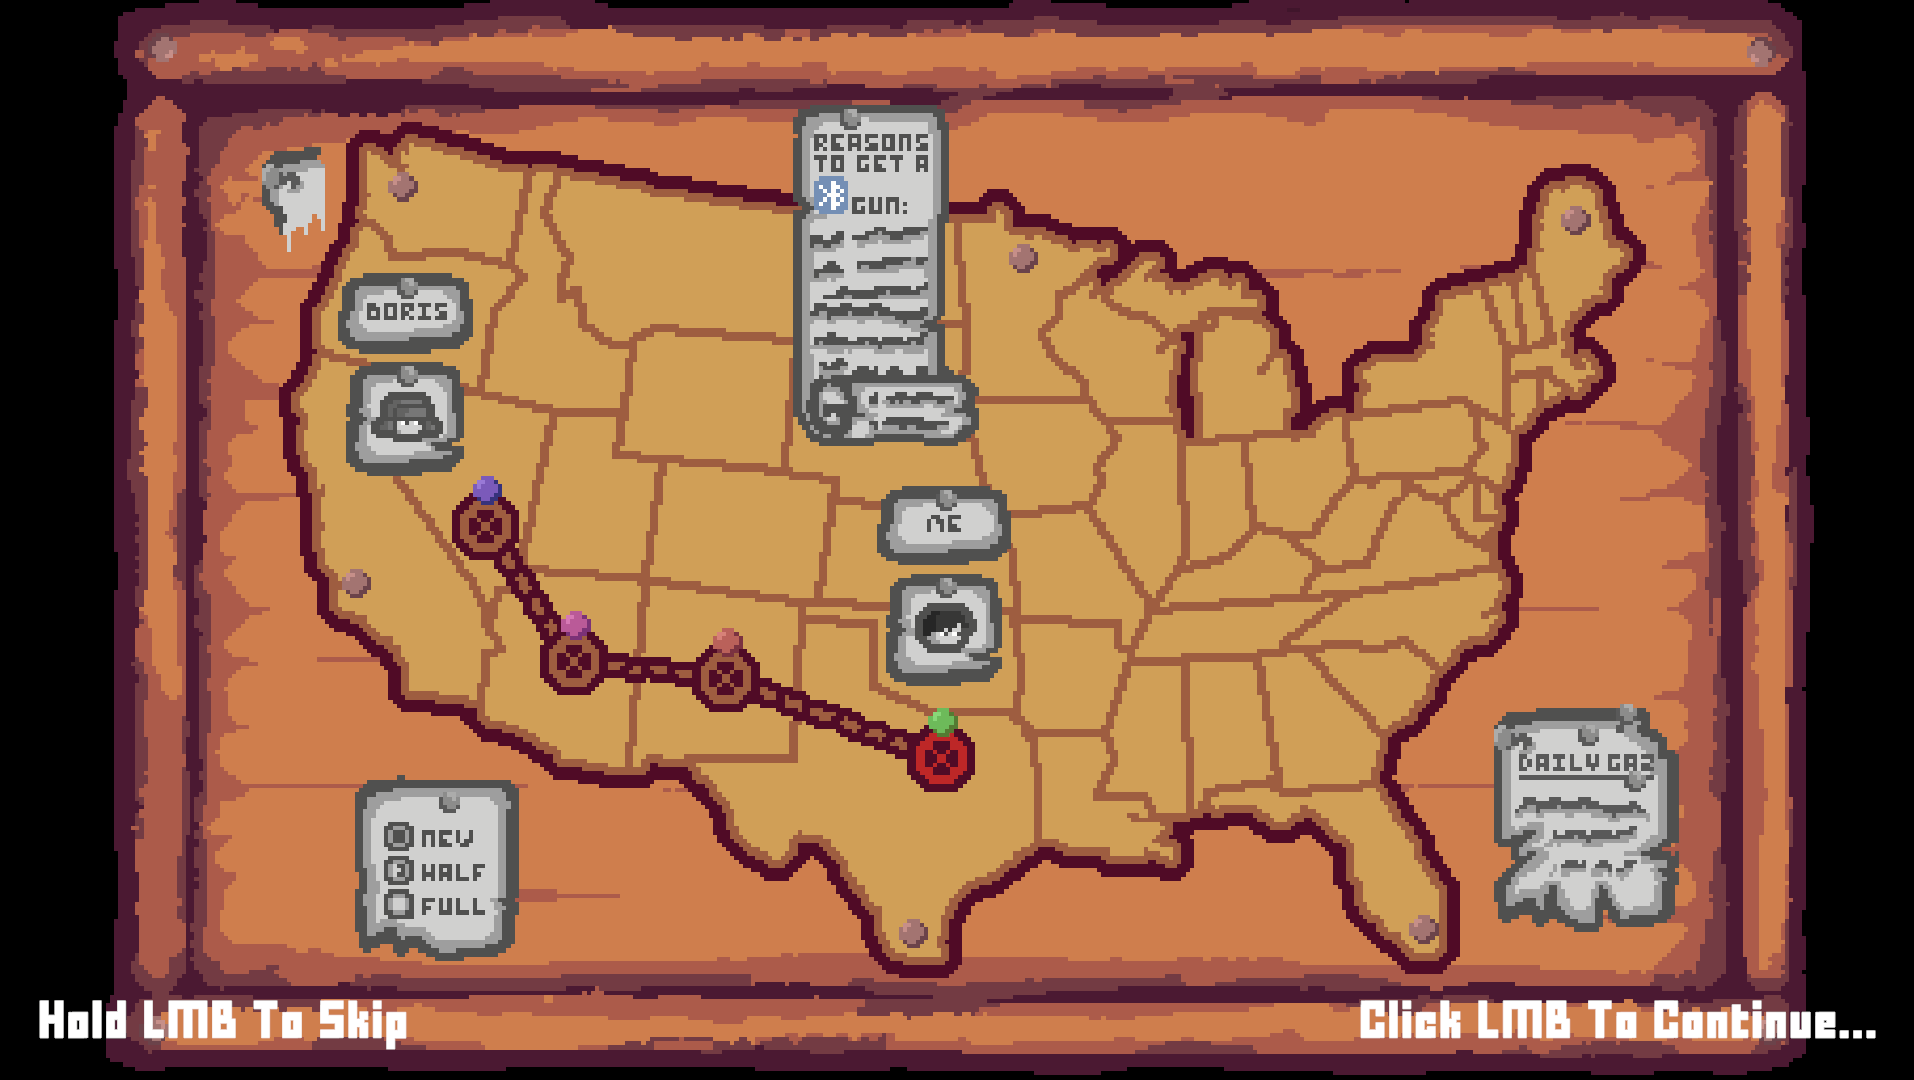 REASONS
TO GET A
GUN:
BORIS
ME
NEW
HALF
FULL
DAILY GAZ
Hold LMB To Skip
Click LMB To Continue...